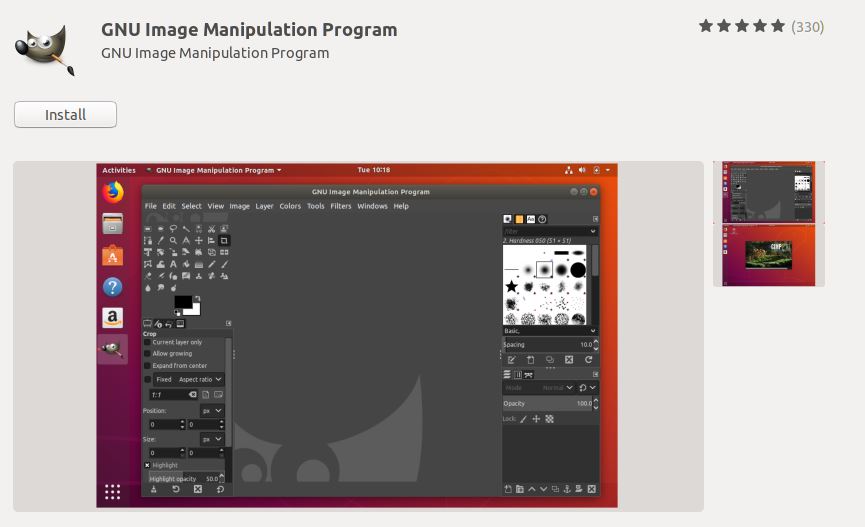 GNU Image Manipulation Program
GNU Image Manipulation Program
(330)
Install
Activities GNU Image Manipulation Program Tue 10:18
GNU Image Manipulation Program
File Edit Select View Image Layer Colors Tools Filters Windows Help
Aa
filter
2. Hardness 050 (51 × 51)
Basic,
Spacing 10.0
Mode Normal
Opacity 100.0
Lock:
Crop
Current layer only
Allow growing
Expand from center
Fixed Aspect ratio
1:1
Position: px
0 0
Size: px
0 0
Highlight
Highlight opacity 50.0